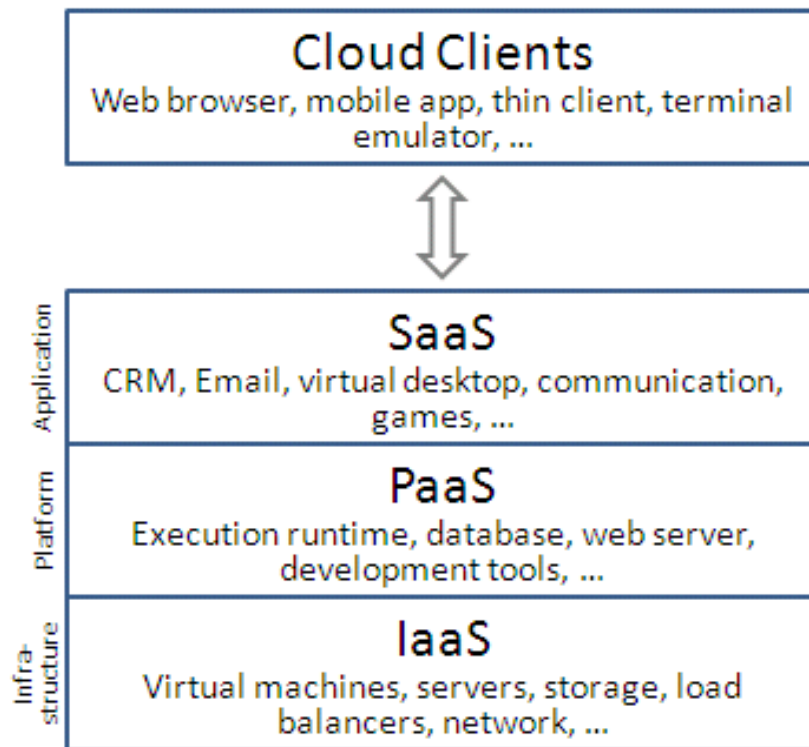 Cloud Clients
Web browser, mobile app, thin client, terminal
emulator, ...
Application
SaaS
CRM, Email, virtual desktop, communication,
games, ...
Platform
PaaS
Execution runtime, database, web server,
development tools, ...
Infra-
structure
IaaS
Virtual machines, servers, storage, load
balancers, network, ...